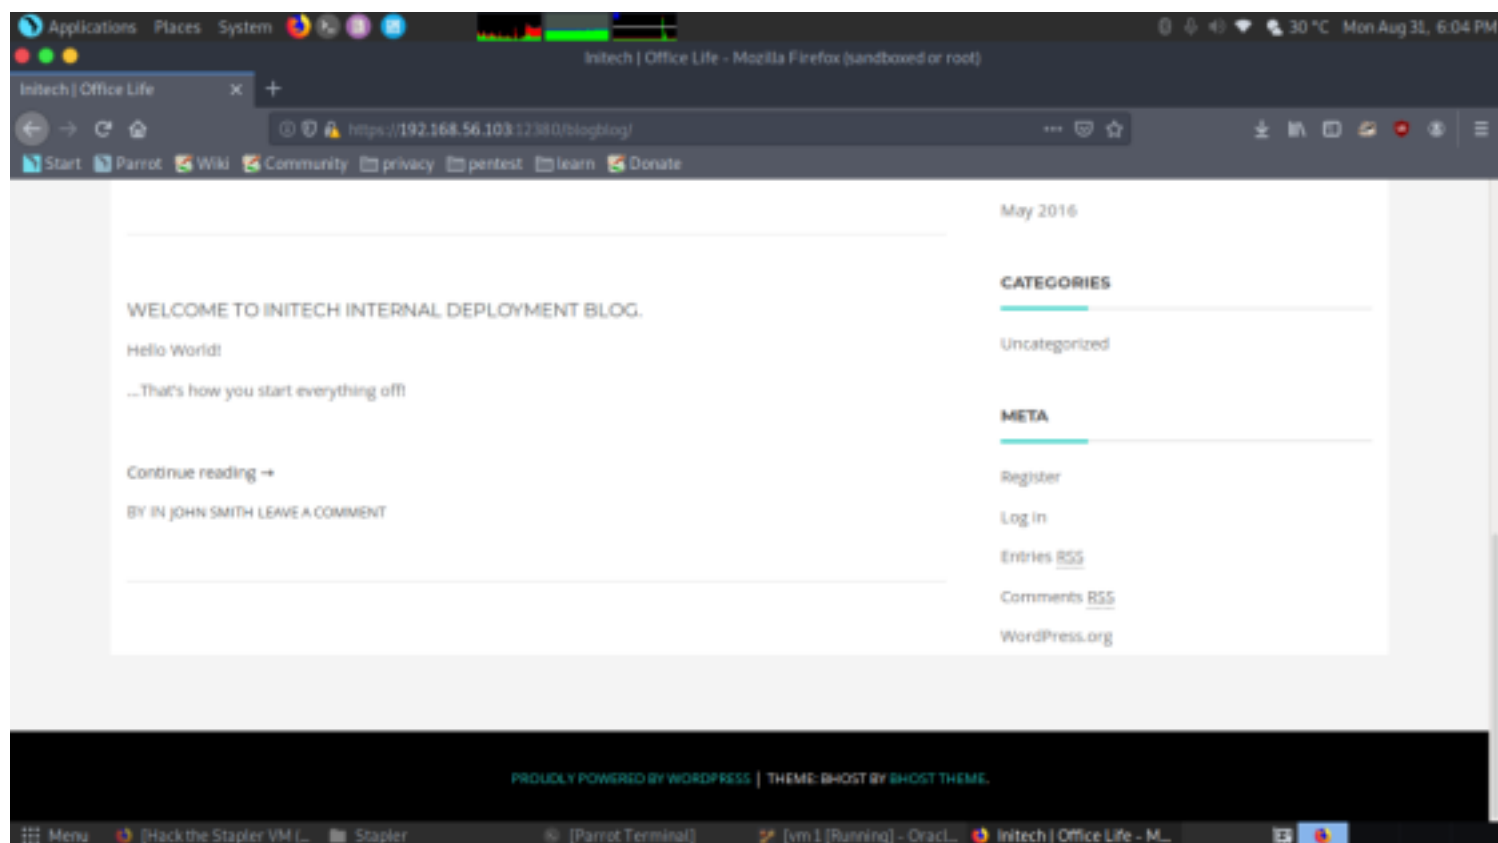 Applications Places System 30 °C Mon Aug 31, 6:04 PM
Initech | Office Life - Mozilla Firefox (sandboxed or root)
Initech | Office Life × +
https://192.168.56.103:12380/blogblog/
Start Parrot Wiki Community privacy pentest learn Donate
May 2016
CATEGORIES
WELCOME TO INITECH INTERNAL DEPLOYMENT BLOG.
Hello World!
Uncategorized
...That's how you start everything off!
META
Continue reading →
Register
BY IN JOHN SMITH LEAVE A COMMENT
Log in
Entries RSS
Comments RSS
WordPress.org
PROUDLY POWERED BY WORDPRESS | THEME: BHOST BY BHOST THEME.
Menu [Hack the Stapler VM (... Stapler [Parrot Terminal] [vm 1 [Running] - Oracl... Initech | Office Life - M...